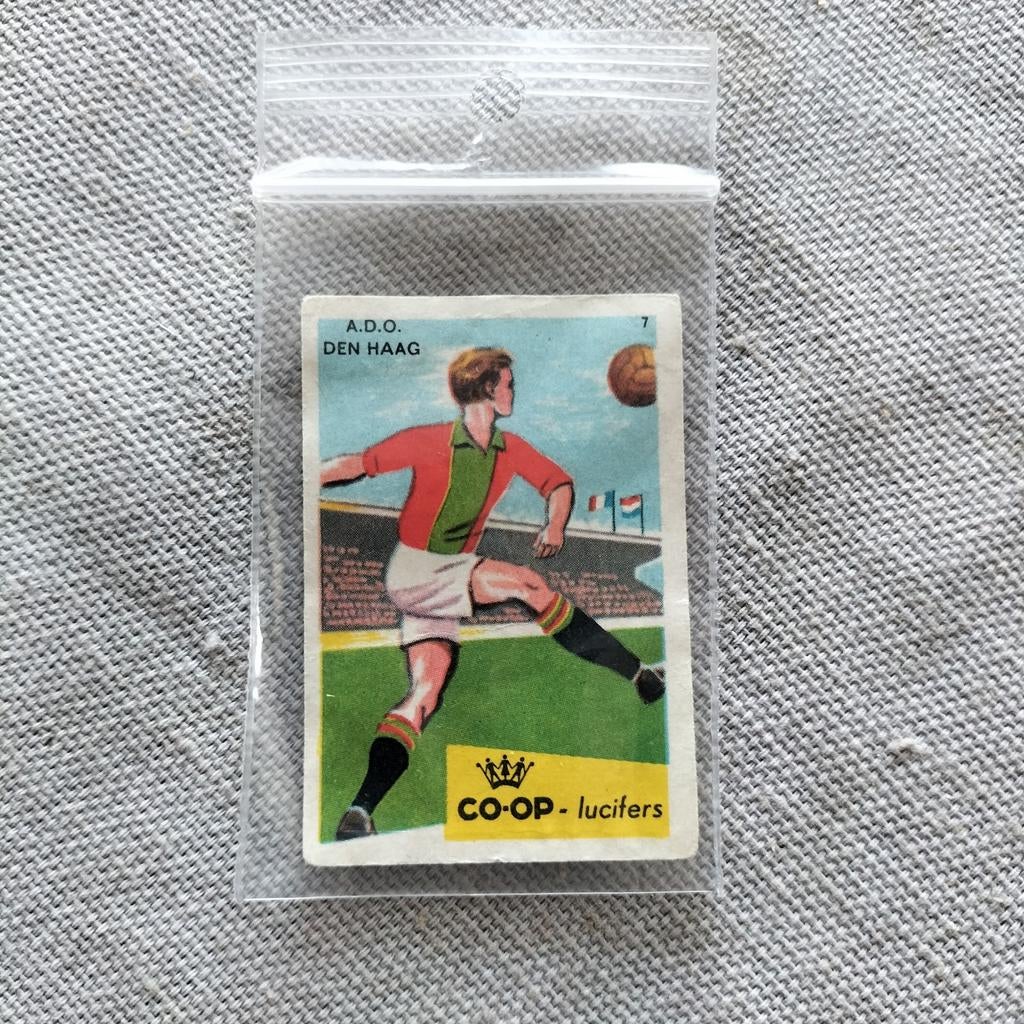 A.D.O.
DEN HAAG
7
CO-OP - lucifers